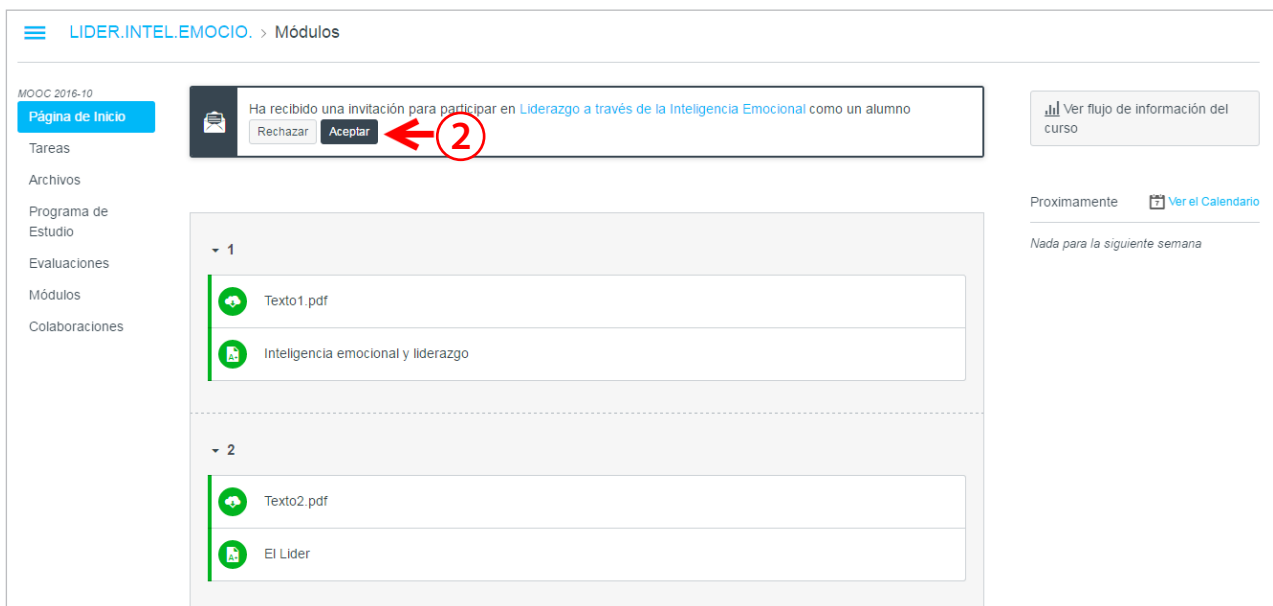 LIDER.INTEL.EMOCIO. > Módulos
MOOC 2016-10
Página de Inicio
Tareas
Archivos
Programa de
Estudio
Evaluaciones
Módulos
Colaboraciones
Ha recibido una invitación para participar en Liderazgo a través de la Inteligencia Emocional como un alumno
Rechazar Aceptar 2
1
Texto1.pdf
Inteligencia emocional y liderazgo
2
Texto2.pdf
El Lider
Ver flujo de información del
curso
Proximamente 7 Ver el Calendario
Nada para la siguiente semana